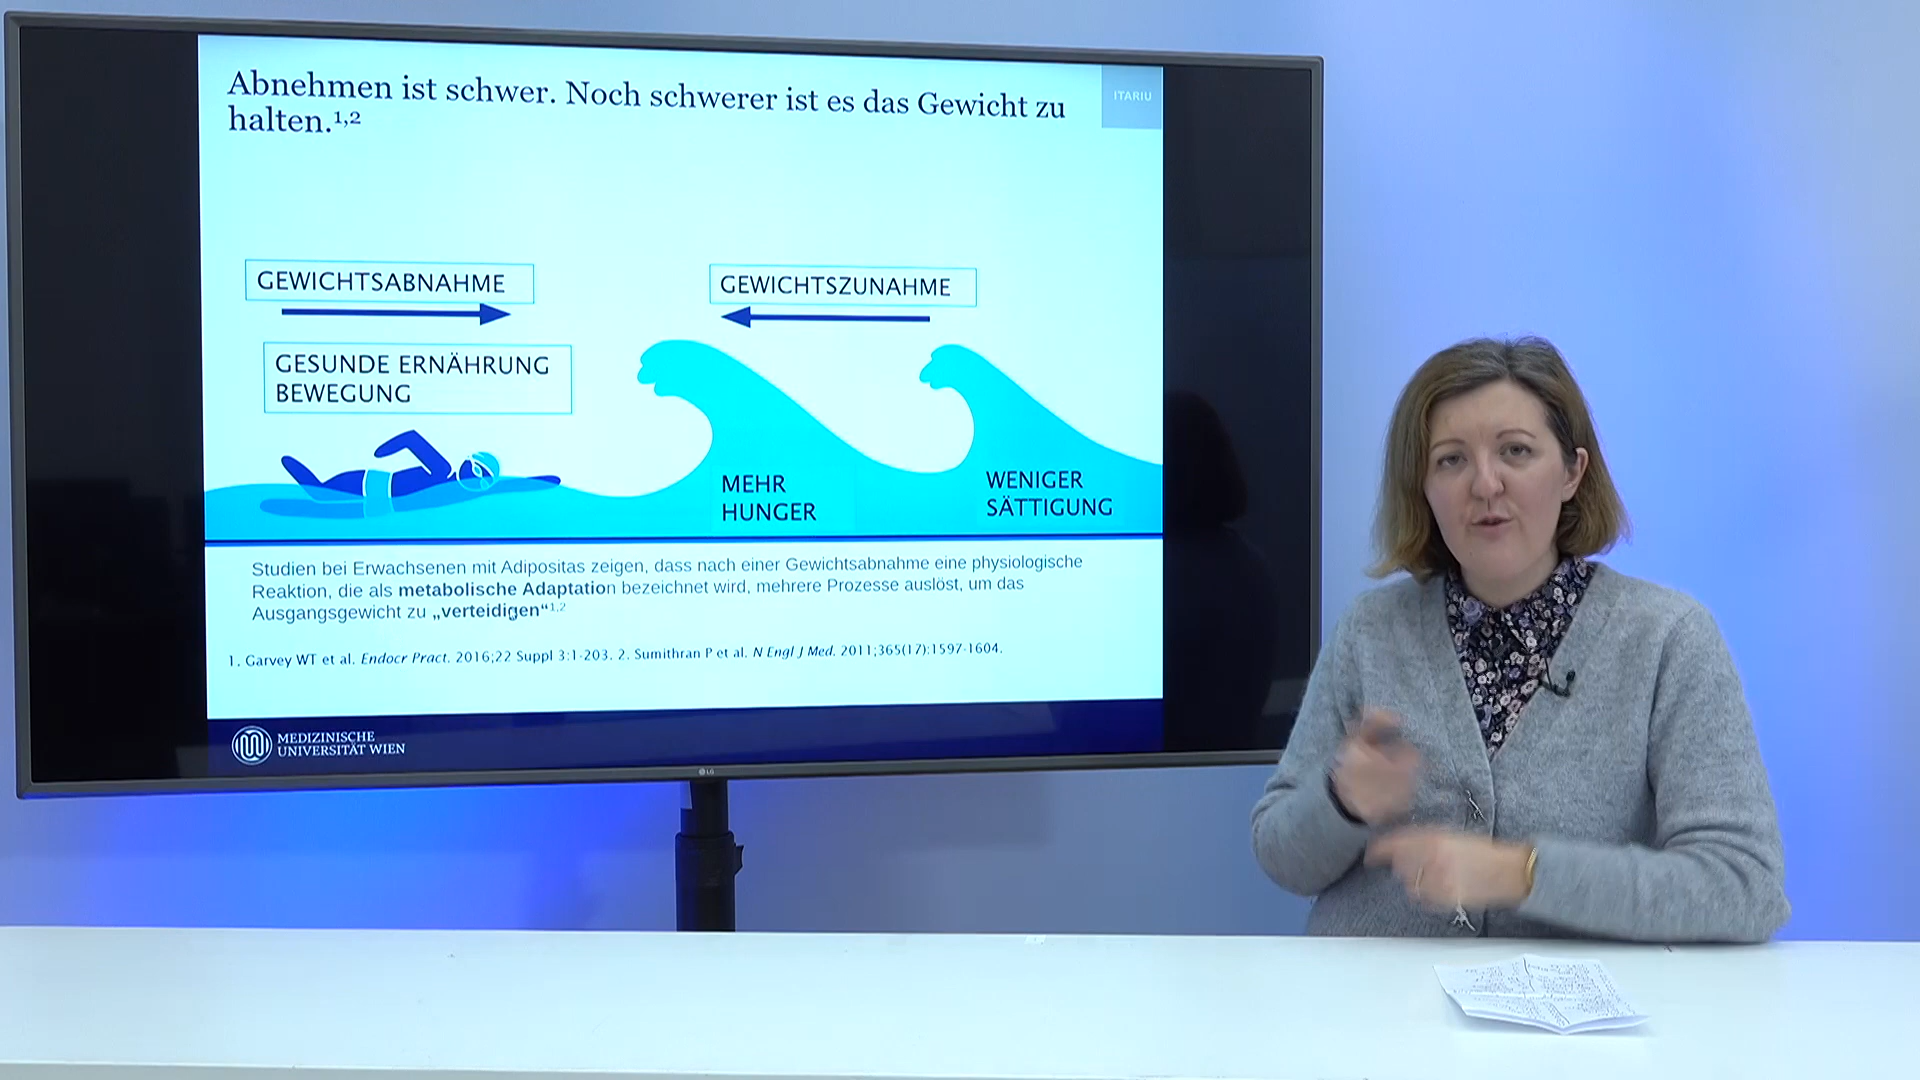 Abnehmen ist schwer. Noch schwerer ist es das Gewicht zu
halten.¹,²
ITARIU
GEWICHTSABNAHME
GEWICHTSZUNAHME
GESUNDE ERNÄHRUNG
BEWEGUNG
MEHR
HUNGER
WENIGER
SÄTTIGUNG
Studien bei Erwachsenen mit Adipositas zeigen, dass nach einer Gewichtsabnahme eine physiologische
Reaktion, die als metabolische Adaptation bezeichnet wird, mehrere Prozesse auslöst, um das
Ausgangsgewicht zu „verteidigen“¹,²
1. Garvey WT et al. Endocr Pract. 2016;22 Suppl 3:1-203. 2. Sumithran P et al. N Engl J Med. 2011;365(17):1597-1604.
MEDIZINISCHE
UNIVERSITÄT WIEN
LG